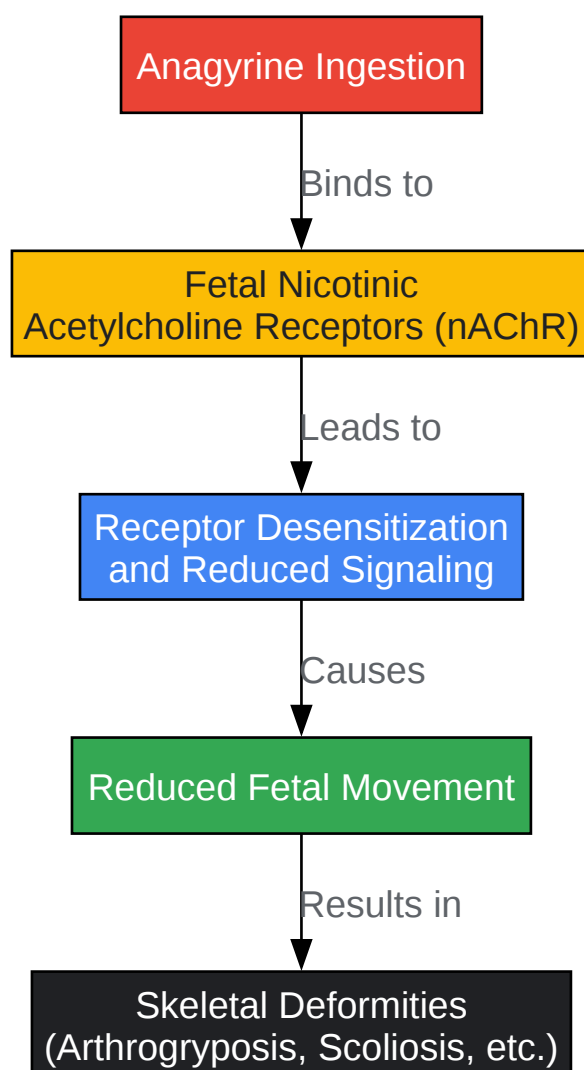 Anagyrine Ingestion
Binds to
Fetal Nicotinic
Acetylcholine Receptors (nAChR)
Leads to
Receptor Desensitization
and Reduced Signaling
Causes
Reduced Fetal Movement
Results in
Skeletal Deformities
(Arthrogryposis, Scoliosis, etc.)